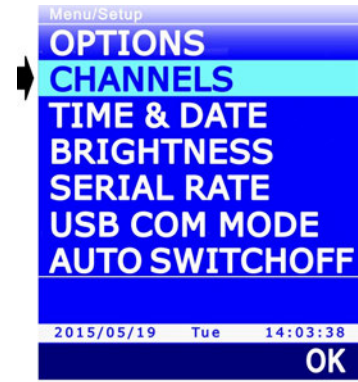 Menu/Setup
OPTIONS
CHANNELS
TIME & DATE
BRIGHTNESS
SERIAL RATE
USB COM MODE
AUTO SWITCHOFF
2015/05/19 Tue 14:03:38
OK